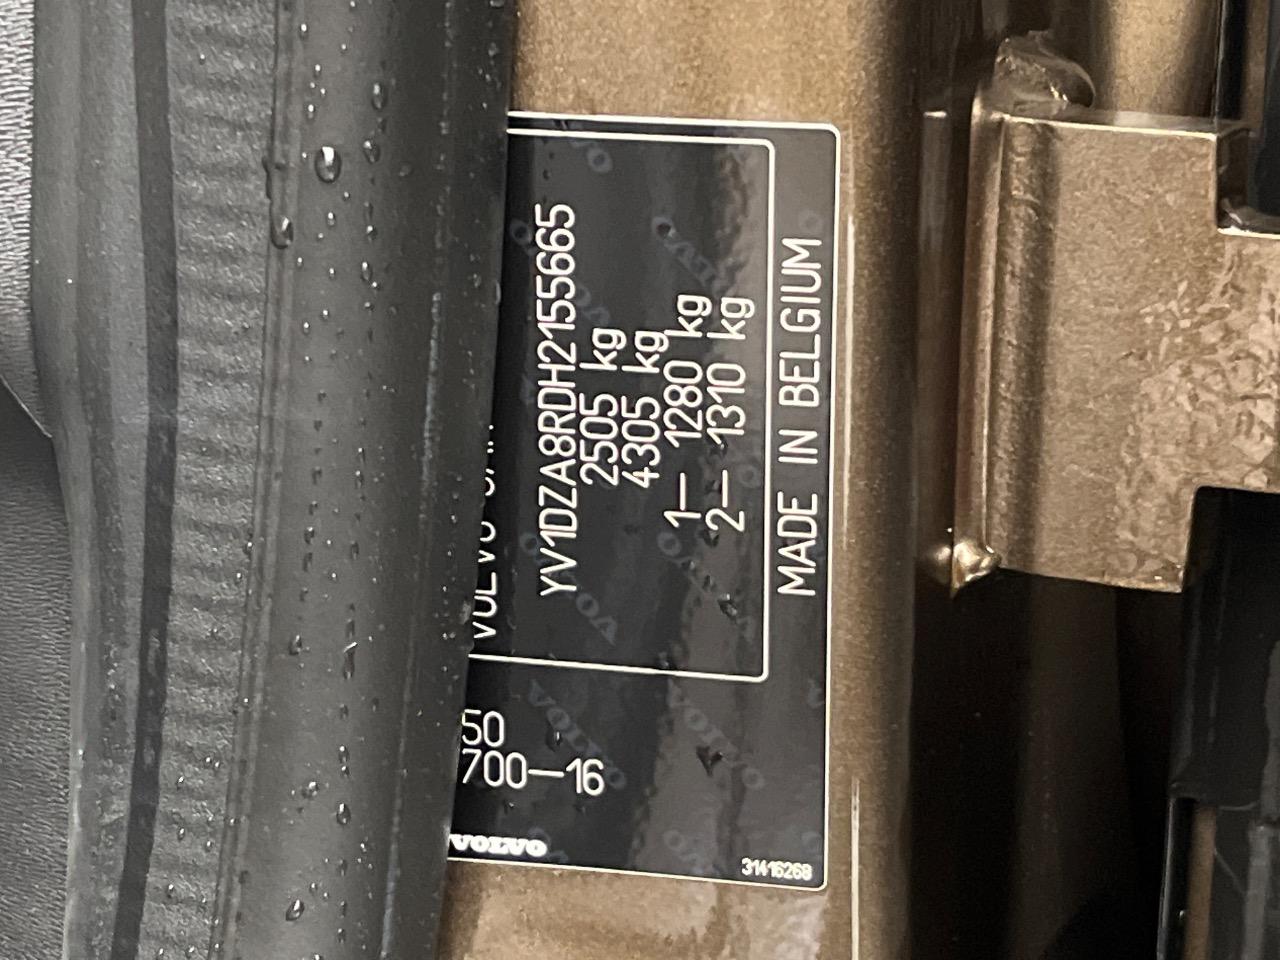 VOLVO CAR
YV1DZA8RDH2155665
2505 kg
4305 kg
1— 1280 kg
2— 1310 kg
MADE IN BELGIUM
50
700—16
VOLVO
31416268